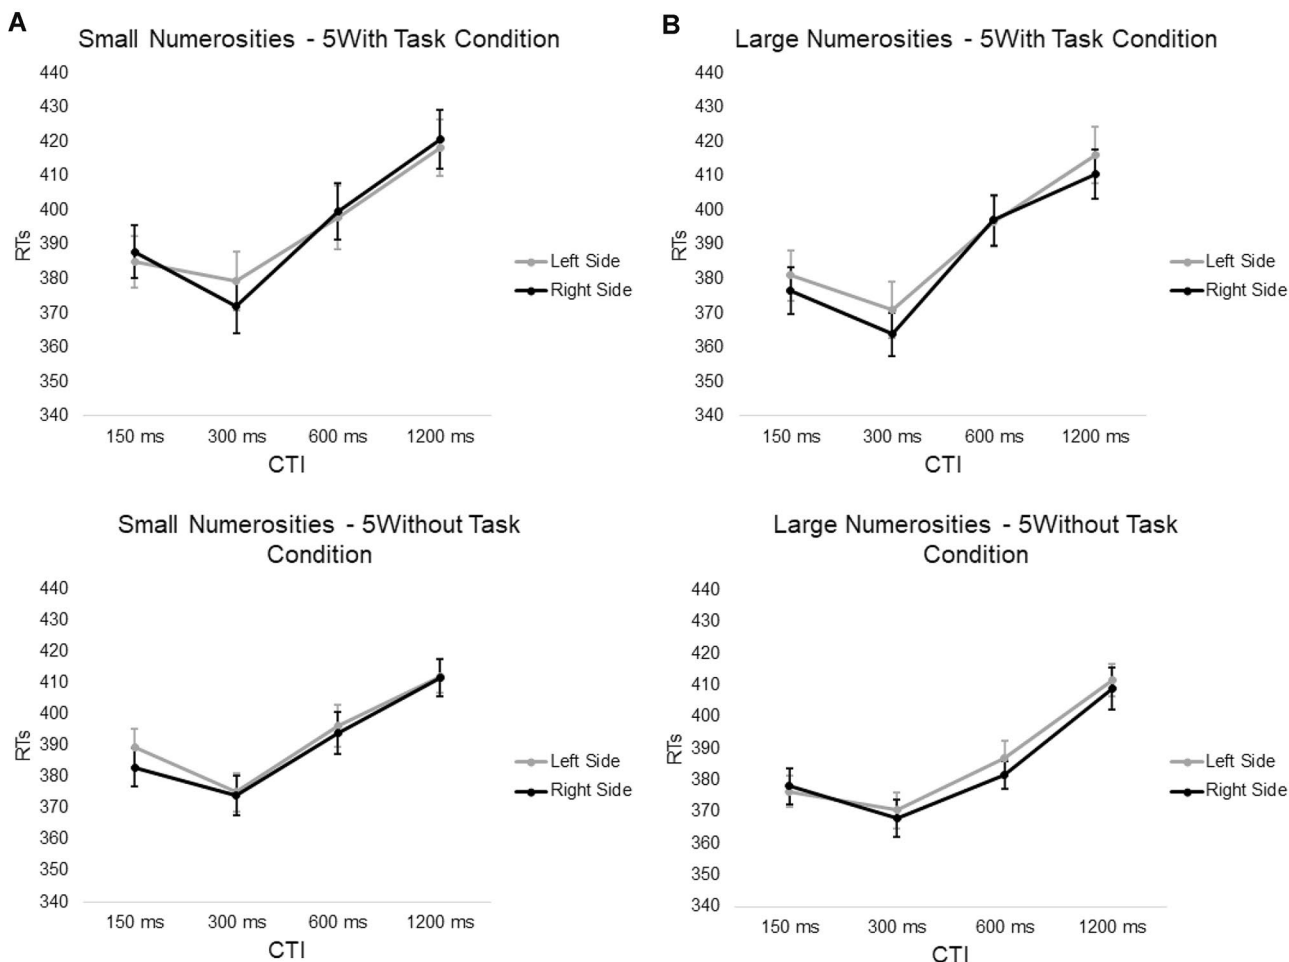 A
Small Numerosities - 5With Task Condition
440
430
420
410
400
390
380
370
360
350
340
RTs
150 ms 300 ms 600 ms 1200 ms
CTI
Left Side
Right Side
B
Large Numerosities - 5With Task Condition
440
430
420
410
400
390
380
370
360
350
340
RTs
150 ms 300 ms 600 ms 1200 ms
CTI
Left Side
Right Side
Small Numerosities - 5Without Task
Condition
440
430
420
410
400
390
380
370
360
350
340
RTs
150 ms 300 ms 600 ms 1200 ms
CTI
Left Side
Right Side
Large Numerosities - 5Without Task
Condition
440
430
420
410
400
390
380
370
360
350
340
RTs
150 ms 300 ms 600 ms 1200 ms
CTI
Left Side
Right Side